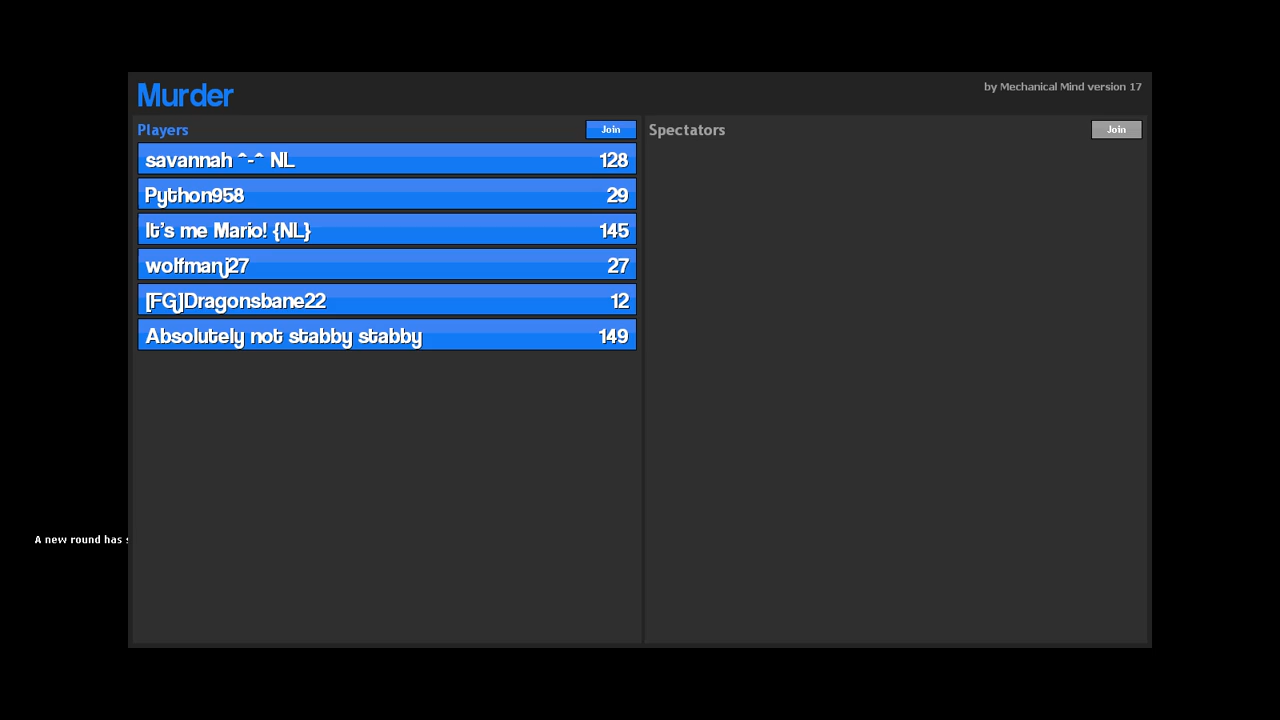 Murder
by Mechanical Mind version 17
Players
Join
Spectators
Join
savannah ^-^ NL 128
Python958 29
It's me Mario! {NL} 145
wolfmanj27 27
[FG]Dragonsbane22 12
Absolutely not stabby stabby 149
A new round has